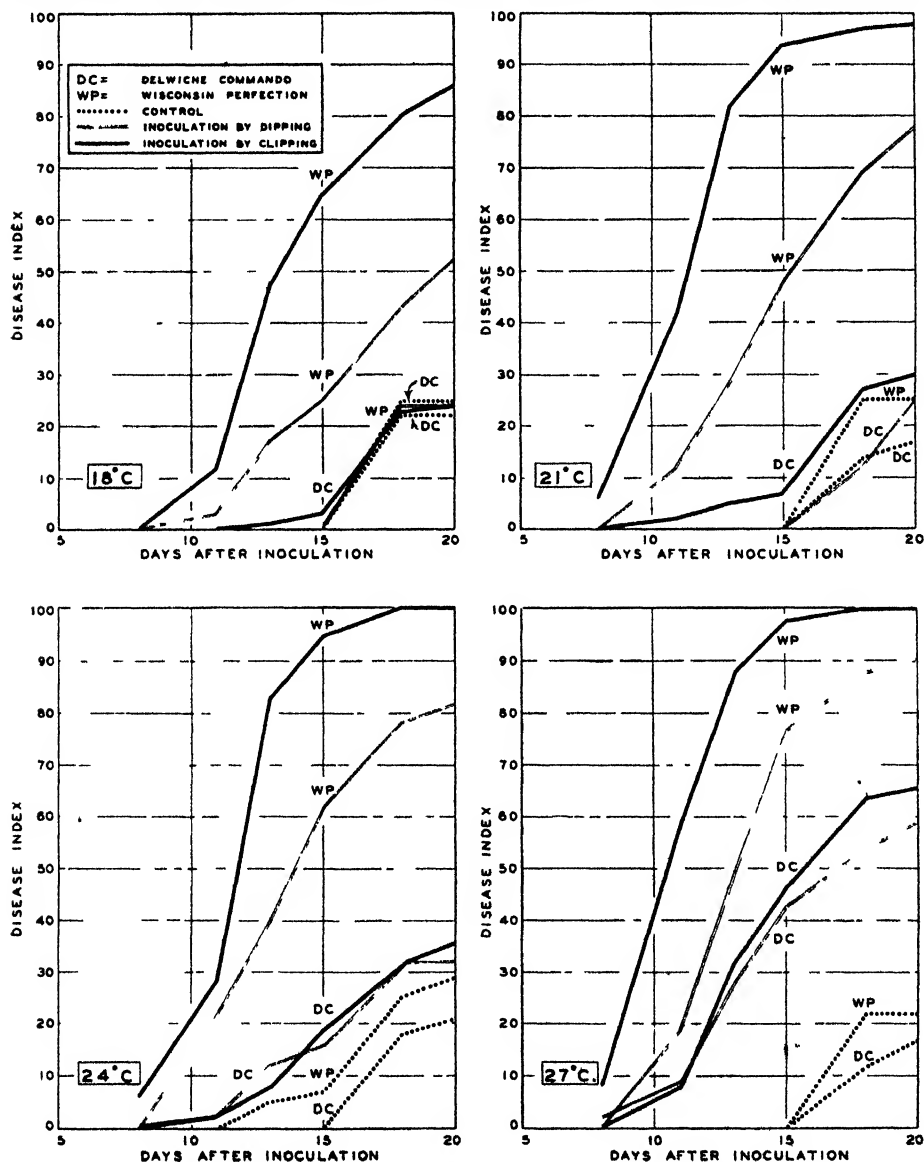 100
90
80
70
60
50
40
30
20
10
0
DISEASE INDEX
DC= DELWICHE COMMANDO
WP= WISCONSIN PERFECTION
CONTROL
INOCULATION BY DIPPING
INOCULATION BY CLIPPING
WP
WP
DC
WP
DC
DC
18°C
5 10 15 20
DAYS AFTER INOCULATION
100
90
80
70
60
50
40
30
20
10
0
DISEASE INDEX
WP
WP
WP
DC
DC
DC
21°C
5 10 15 20
DAYS AFTER INOCULATION
100
90
80
70
60
50
40
30
20
10
0
DISEASE INDEX
WP
WP
DC
DC
WP
DC
24°C
5 10 15 20
DAYS AFTER INOCULATION
100
90
80
70
60
50
40
30
20
10
0
DISEASE INDEX
WP
WP
DC
DC
WP
DC
27°C.
5 10 15 20
DAYS AFTER INOCULATION